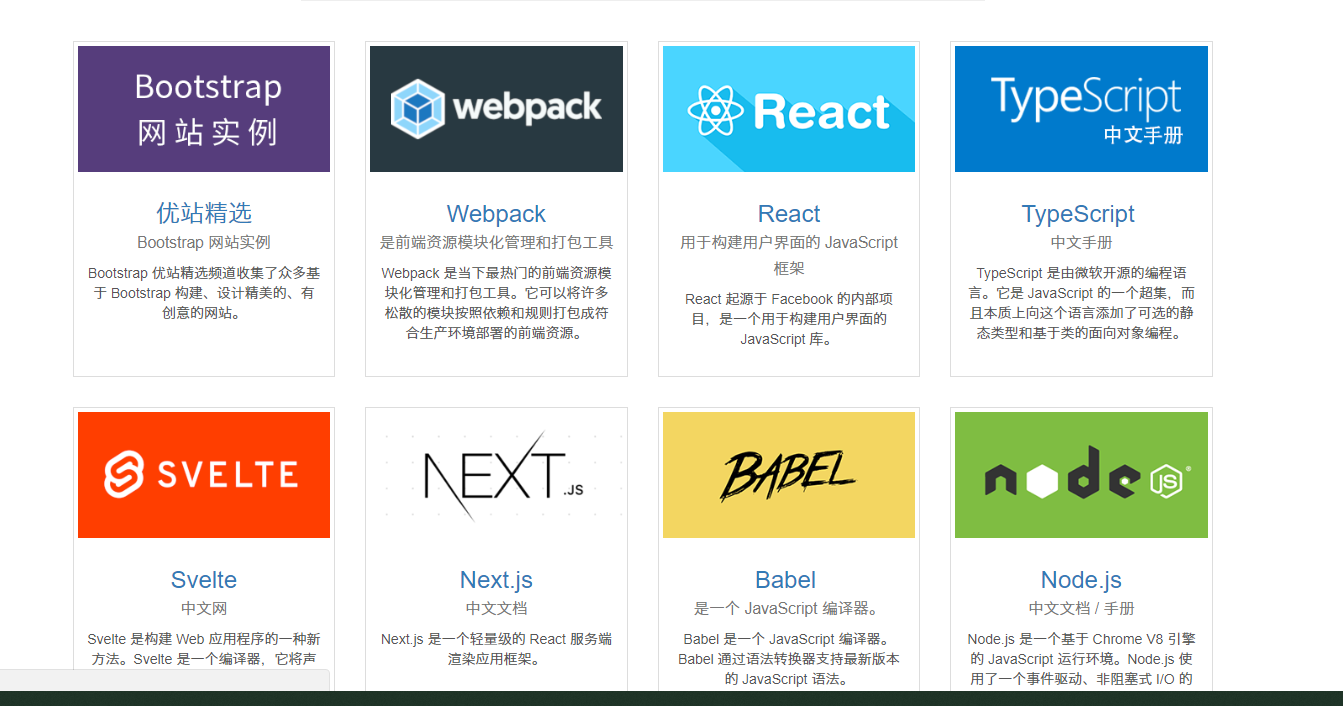 Bootstrap
网站实例
优站精选
Bootstrap 网站实例
Bootstrap 优站精选频道收集了众多基
于 Bootstrap 构建、设计精美的、有
创意的网站。
webpack
Webpack
是前端资源模块化管理和打包工具
Webpack 是当下最热门的前端资源模
块化管理和打包工具。它可以将许多
松散的模块按照依赖和规则打包成符
合生产环境部署的前端资源。
React
React
用于构建用户界面的 JavaScript
框架
React 起源于 Facebook 的内部项
目，是一个用于构建用户界面的
JavaScript 库。
TypeScript
中文手册
TypeScript
中文手册
TypeScript 是由微软开源的编程语
言。它是 JavaScript 的一个超集，而
且本质上向这个语言添加了可选的静
态类型和基于类的面向对象编程。
SVELTE
Svelte
中文网
Svelte 是构建 Web 应用程序的一种新
方法。Svelte 是一个编译器，它将声
NEXT.JS
Next.js
中文文档
Next.js 是一个轻量级的 React 服务端
渲染应用框架。
BABEL
Babel
是一个 JavaScript 编译器。
Babel 是一个 JavaScript 编译器。
Babel 通过语法转换器支持最新版本
的 JavaScript 语法。
node JS®
Node.js
中文文档 / 手册
Node.js 是一个基于 Chrome V8 引擎
的 JavaScript 运行环境。Node.js 使
用了一个事件驱动、非阻塞式 I/O 的